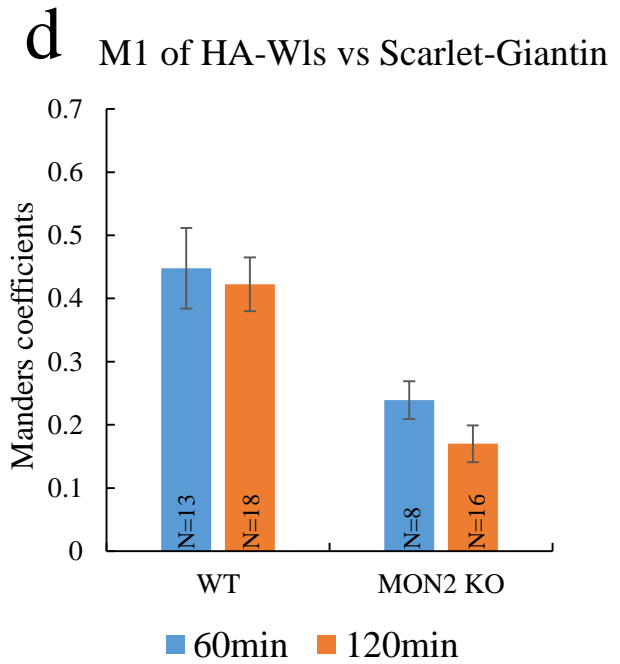 d M1 of HA-Wls vs Scarlet-Giantin
Manders coefficients
0.7
0.6
0.5
0.4
0.3
0.2
0.1
0
N=13
N=18
N=8
N=16
WT
MON2 KO
60min
120min